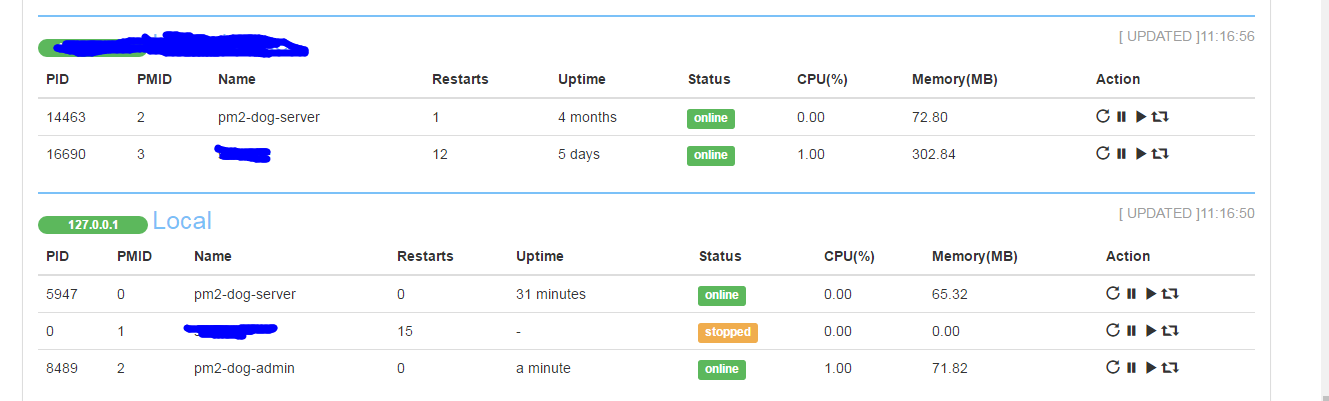 [ UPDATED ]11:16:56
PID PMID Name Restarts Uptime Status CPU(%) Memory(MB) Action
14463 2 pm2-dog-server 1 4 months online 0.00 72.80
16690 3 12 5 days online 1.00 302.84
127.0.0.1 Local [ UPDATED ]11:16:50
PID PMID Name Restarts Uptime Status CPU(%) Memory(MB) Action
5947 0 pm2-dog-server 0 31 minutes online 0.00 65.32
0 1 15 - stopped 0.00 0.00
8489 2 pm2-dog-admin 0 a minute online 1.00 71.82